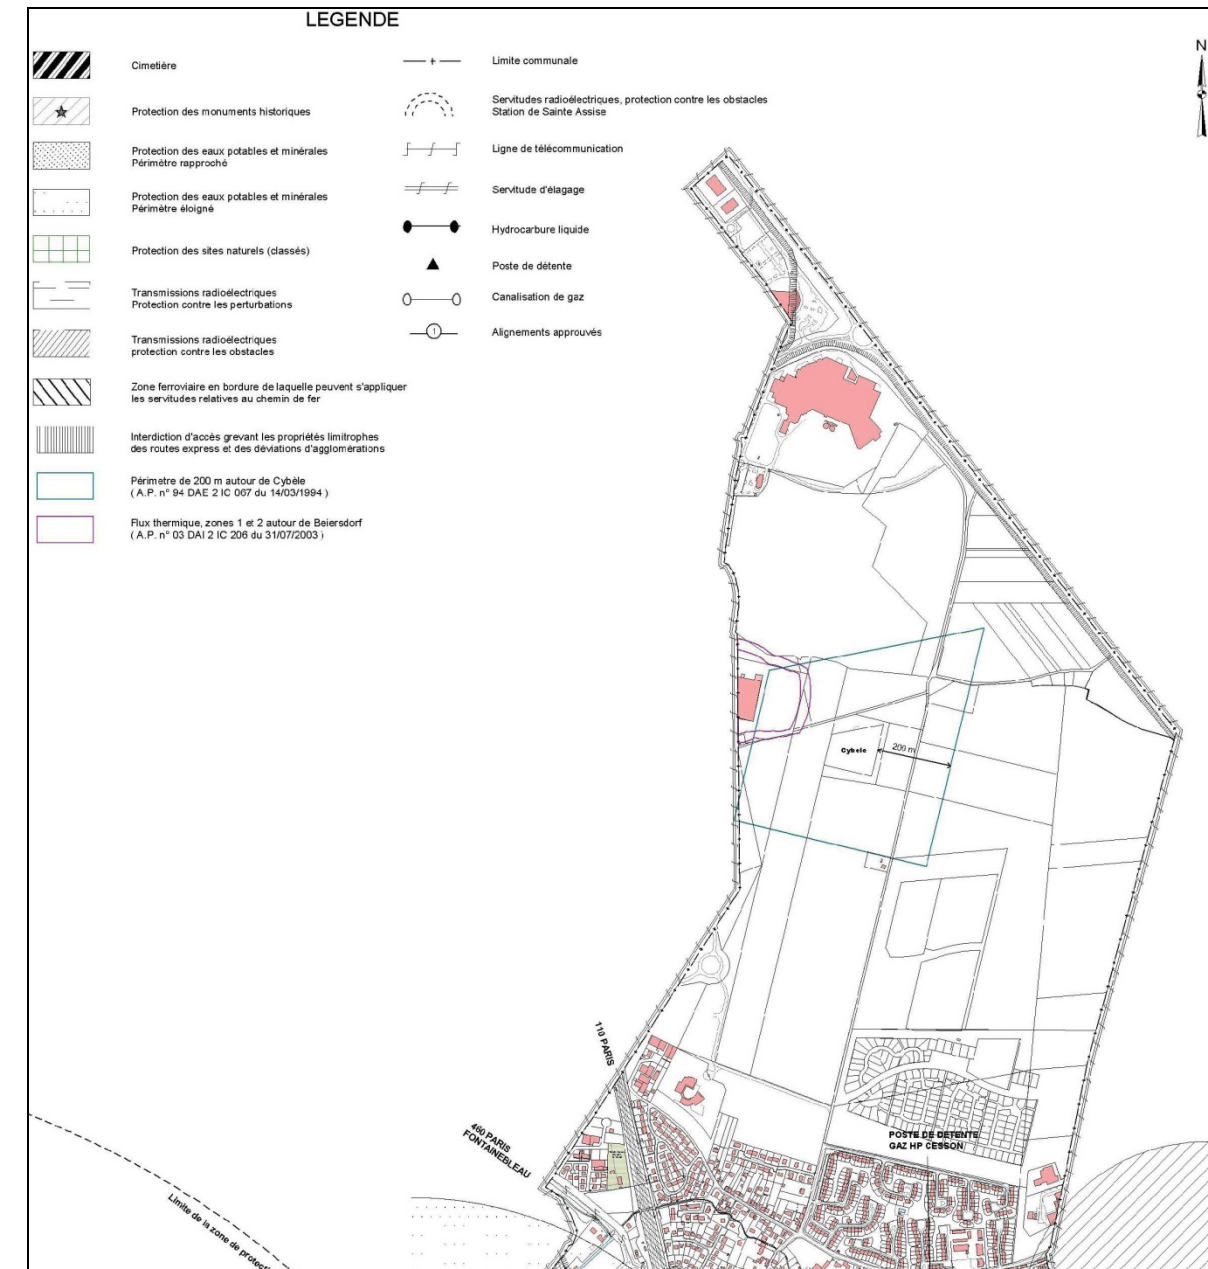 LEGENDE
Cimetière
Protection des monuments historiques
Protection des eaux potables et minérales
Périmètre rapproché
Protection des eaux potables et minérales
Périmètre éloigné
Protection des sites naturels (classés)
Transmissions radioélectriques
Protection contre les perturbations
Transmissions radioélectriques
protection contre les obstacles
Zone ferroviaire en bordure de laquelle peuvent s'appliquer
les servitudes relatives au chemin de fer
Interdiction d'accès grevant les propriétés limitrophes
des routes express et des déviations d'agglomérations
Périmetre de 200 m autour de Cybèle
( A.P. n° 94 DAE 2 IC 067 du 14/03/1994 )
Flux thermique, zones 1 et 2 autour de Beiersdorf
( A.P. n° 03 DAI 2 IC 206 du 31/07/2003 )
Limite communale
Servitudes radioélectriques, protection contre les obstacles
Station de Sainte Assise
Ligne de télécommunication
Servitude d'élagage
Hydrocarbure liquide
Poste de détente
Canalisation de gaz
1
Alignements approuvés
N
Cybele
200 m
110 PARIS
460 PARIS
FONTAINEBLEAU
POSTE DE DETENTE
GAZ HP CESSON
Limite de la zone de protecti